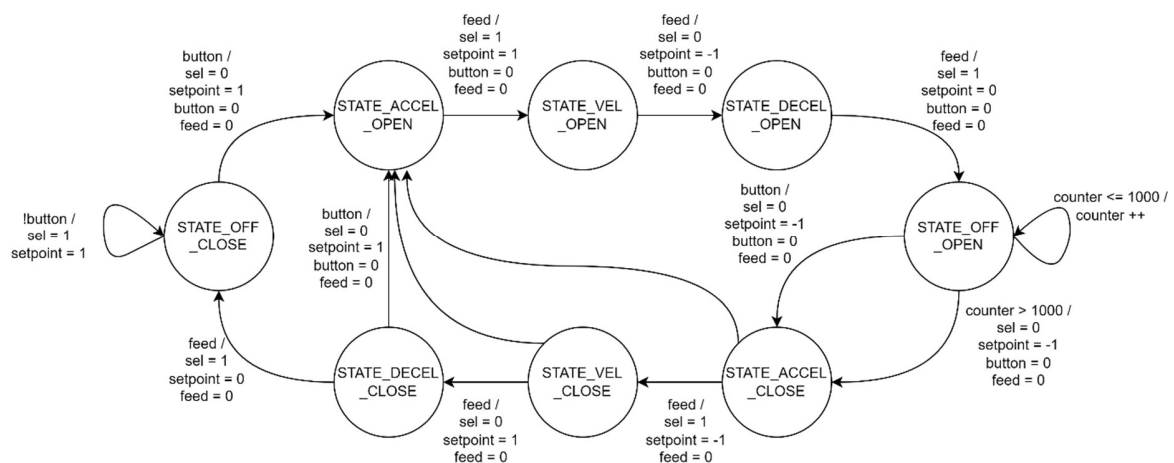 button /
sel = 0
setpoint = 1
button = 0
feed = 0
STATE_ACCEL
_OPEN
feed /
sel = 1
setpoint = 1
button = 0
feed = 0
STATE_VEL
_OPEN
feed /
sel = 0
setpoint = -1
button = 0
feed = 0
STATE_DECEL
_OPEN
feed /
sel = 1
setpoint = 0
button = 0
feed = 0
!button /
sel = 1
setpoint = 1
STATE_OFF
_CLOSE
button /
sel = 0
setpoint = 1
button = 0
feed = 0
button /
sel = 0
setpoint = -1
button = 0
feed = 0
STATE_OFF
_OPEN
counter <= 1000 /
counter ++
feed /
sel = 1
setpoint = 0
feed = 0
STATE_DECEL
_CLOSE
feed /
sel = 0
setpoint = 1
feed = 0
STATE_VEL
_CLOSE
feed /
sel = 1
setpoint = -1
feed = 0
STATE_ACCEL
_CLOSE
counter > 1000 /
sel = 0
setpoint = -1
button = 0
feed = 0